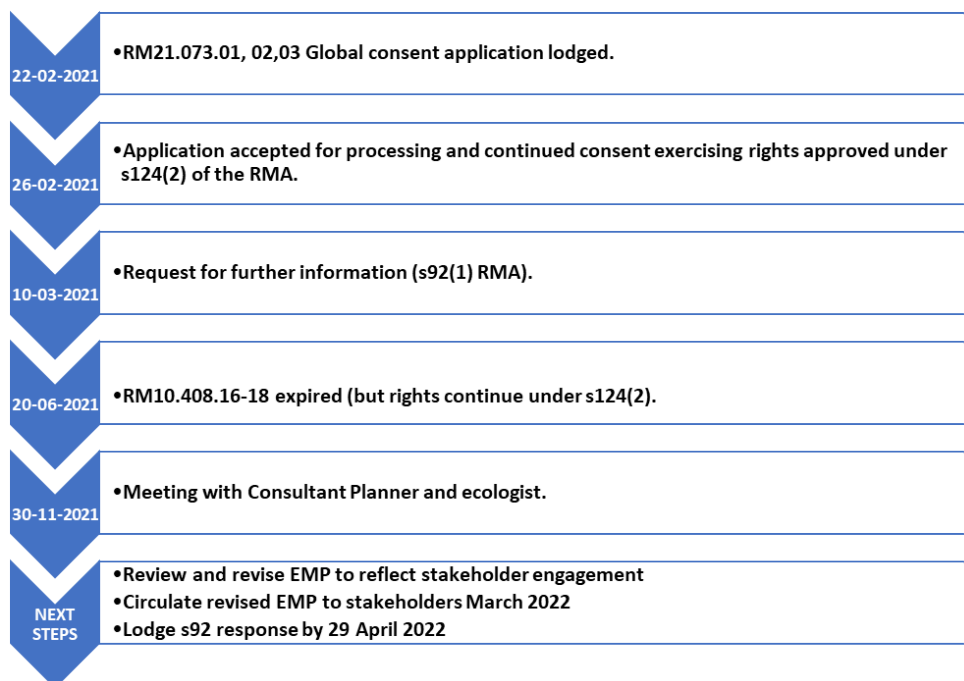 22-02-2021
•RM21.073.01, 02,03 Global consent application lodged.
26-02-2021
•Application accepted for processing and continued consent exercising rights approved under
s124(2) of the RMA.
10-03-2021
•Request for further information (s92(1) RMA).
20-06-2021
•RM10.408.16-18 expired (but rights continue under s124(2).
30-11-2021
•Meeting with Consultant Planner and ecologist.
NEXT
STEPS
•Review and revise EMP to reflect stakeholder engagement
•Circulate revised EMP to stakeholders March 2022
•Lodge s92 response by 29 April 2022